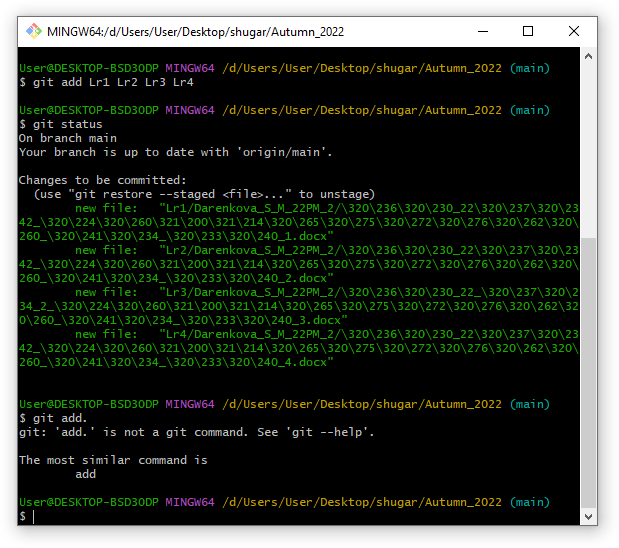 MINGW64:/d/Users/User/Desktop/shugar/Autumn_2022
User@DESKTOP-BSD3ODP MINGW64 /d/Users/User/Desktop/shugar/Autumn_2022 (main)
$ git add Lr1 Lr2 Lr3 Lr4
User@DESKTOP-BSD3ODP MINGW64 /d/Users/User/Desktop/shugar/Autumn_2022 (main)
$ git status
On branch main
Your branch is up to date with 'origin/main'.
Changes to be committed:
(use "git restore --staged <file>..." to unstage)
new file:   "Lr1/Darenkova_S_M_22PM_2/\320\236\320\230_22\320\237\320\23
42_\320\224\320\260\321\200\321\214\320\265\320\275\320\272\320\276\320\262\320\
260_\320\241\320\234_\320\233\320\240_1.docx"
new file:   "Lr2/Darenkova_S_M_22PM_2/\320\236\320\230_22\320\237\320\23
42_\320\224\320\260\321\200\321\214\320\265\320\275\320\272\320\276\320\262\320\
260_\320\241\320\234_\320\233\320\240_2.docx"
new file:   "Lr3/Darenkova_S_M_22PM_2/\320\236\320\230_22_\320\237\320\2
34_2_\320\224\320\260\321\200\321\214\320\265\320\275\320\272\320\276\320\262\32
0\260_\320\241\320\234_\320\233\320\240_3.docx"
new file:   "Lr4/Darenkova_S_M_22PM_2/\320\236\320\230_22\320\237\320\23
42_\320\224\320\260\321\200\321\214\320\265\320\275\320\272\320\276\320\262\320\
260_\320\241\320\234_\320\233\320\240_4.docx"
User@DESKTOP-BSD3ODP MINGW64 /d/Users/User/Desktop/shugar/Autumn_2022 (main)
$ git add.
git: 'add.' is not a git command. See 'git --help'.
The most similar command is
add
User@DESKTOP-BSD3ODP MINGW64 /d/Users/User/Desktop/shugar/Autumn_2022 (main)
$